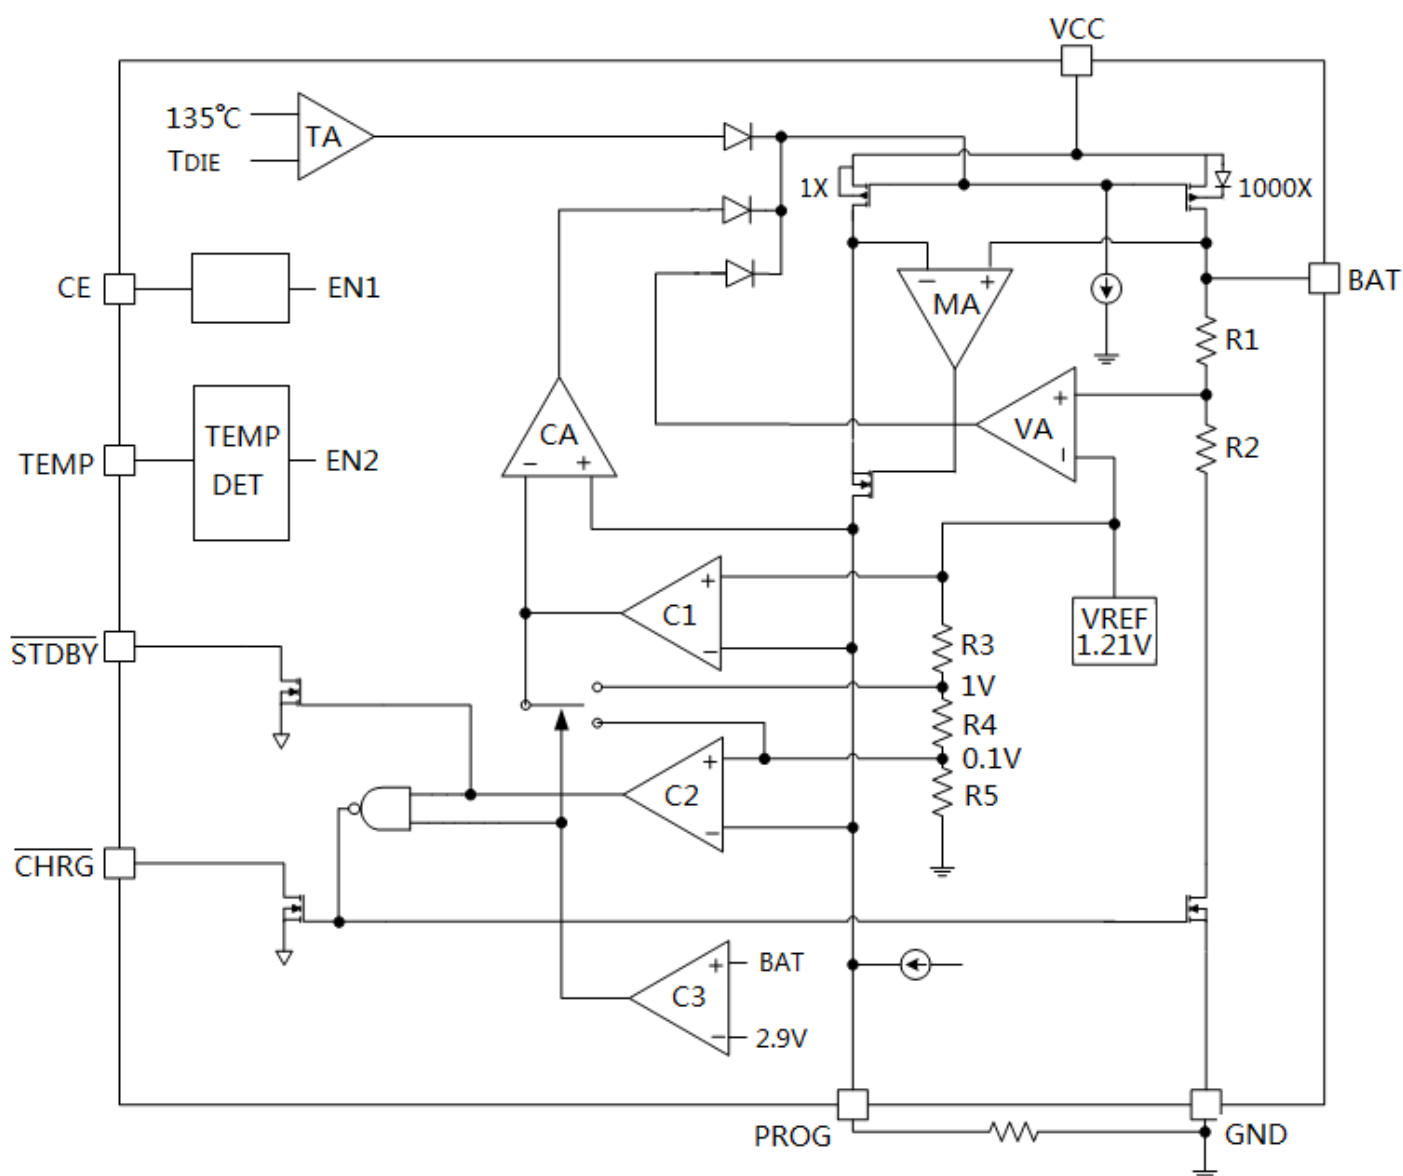 VCC
135℃
TA
TDIE
1X
1000X
CE
EN1
BAT
MA
R1
CA
VA
R2
TEMP
TEMP
DET
EN2
C1
VREF
1.21V
STDBY
R3
1V
R4
0.1V
C2
R5
CHRG
BAT
C3
2.9V
PROG
GND